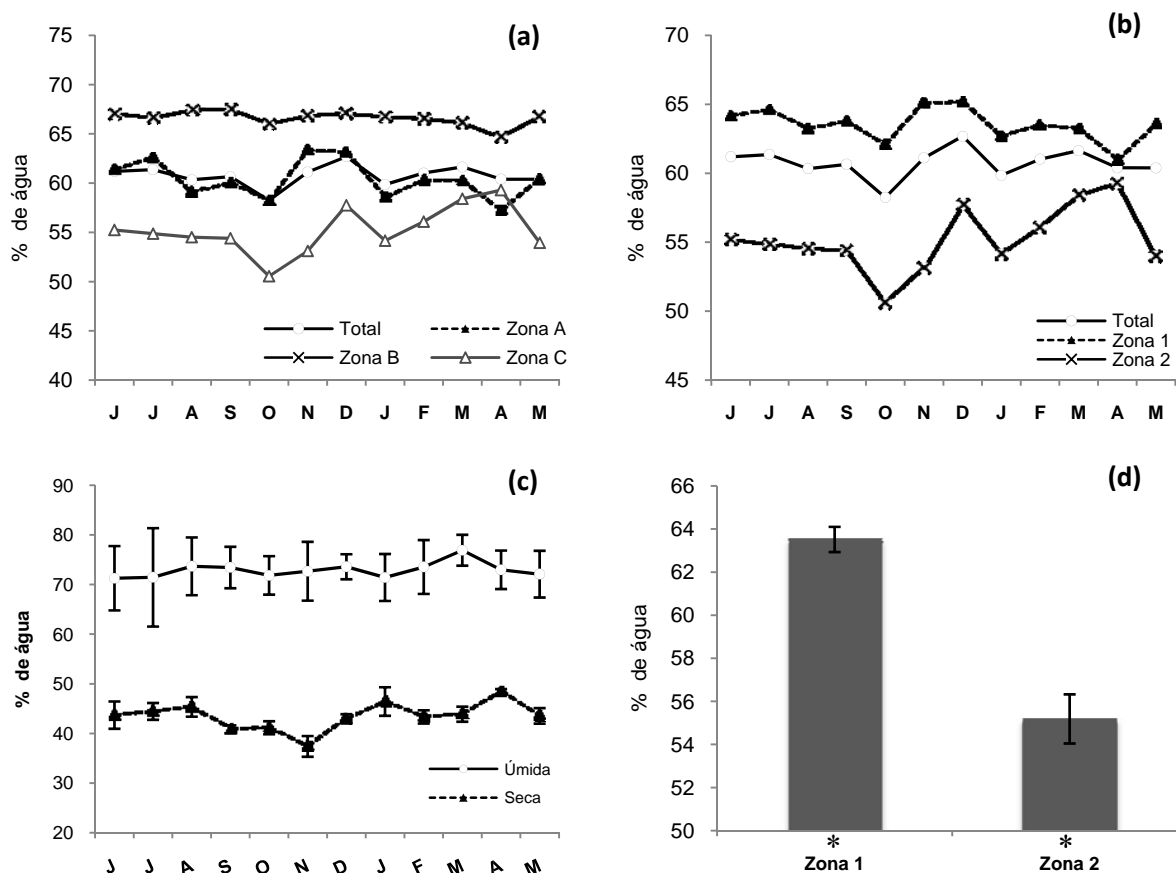 (a)
% de água
75
70
65
60
55
50
45
40
Total
Zona A
Zona B
Zona C
J J A S O N D J F M A M
(b)
% de água
70
65
60
55
50
45
Total
Zona 1
Zona 2
J J A S O N D J F M A M
(c)
% de água
90
80
70
60
50
40
30
20
Úmida
Seca
J J A S O N D J F M A M
(d)
% de água
66
64
62
60
58
56
54
52
50
* *
Zona 1 Zona 2